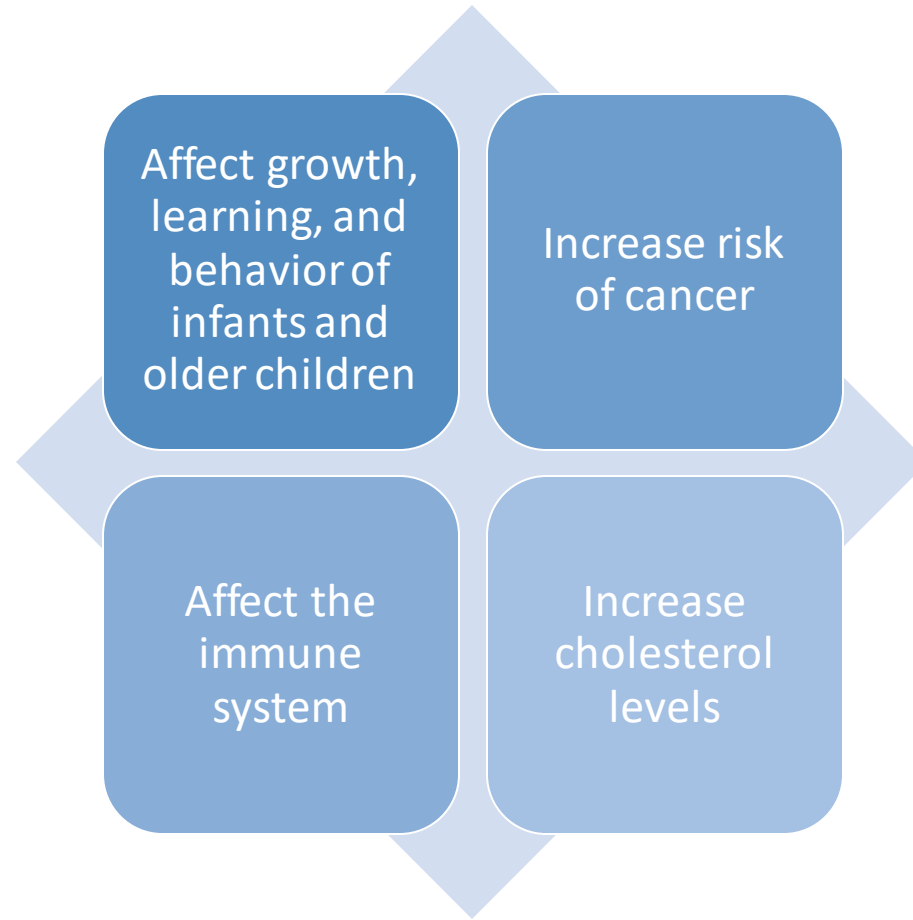 Affect growth,
learning, and
behavior of
infants and
older children
Increase risk
of cancer
Affect the
immune
system
Increase
cholesterol
levels